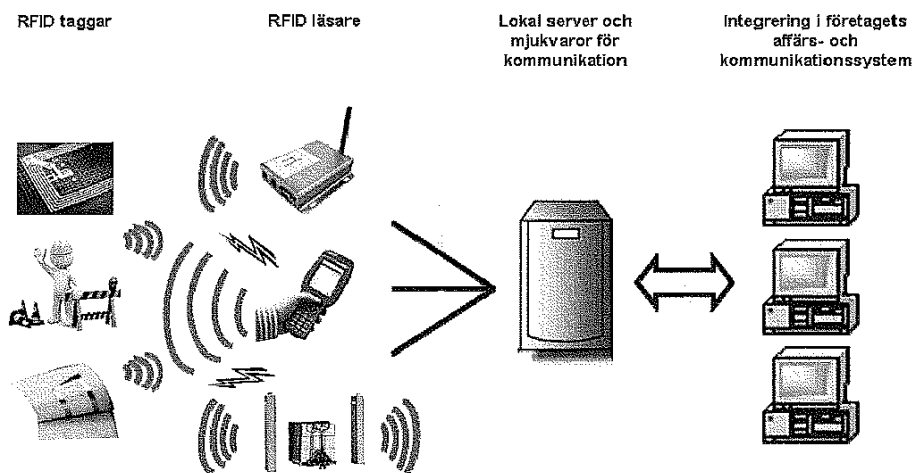 RFID taggar
RFID läsare
Lokal server och
mjukvaror för
kommunikation
Integrering i företagets
affärs- och
kommunikationssystem